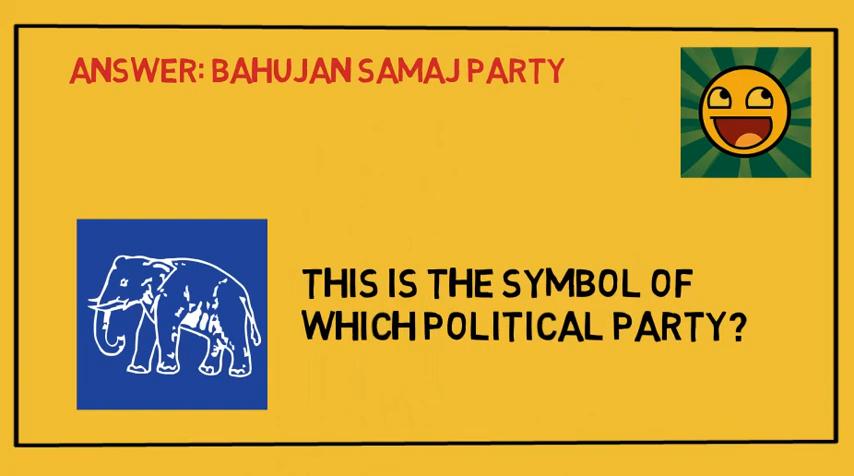 ANSWER: BAHUJAN SAMAJ PARTY
THIS IS THE SYMBOL OF
WHICH POLITICAL PARTY?